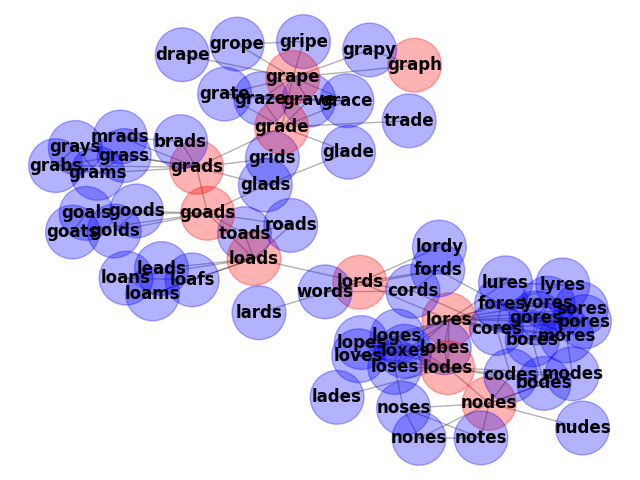 gripe
grope
grapy
drape
graph
grape
grate
graze
grave
grace
trade
grade
mrads
brads
grays
grass
grids
glade
grabs
grads
grams
glads
goods
goals
goads
roads
goats
golds
toads
lordy
loads
fords
leads
loans
loafs
lords
lures
lyres
words
cords
loams
fores
yores
sores
lards
lores
gores
pores
cores
loges
mores
bores
lopes
loxes
lobes
loves
loses
lodes
codes
modes
bodes
lades
nodes
noses
nudes
nones
notes